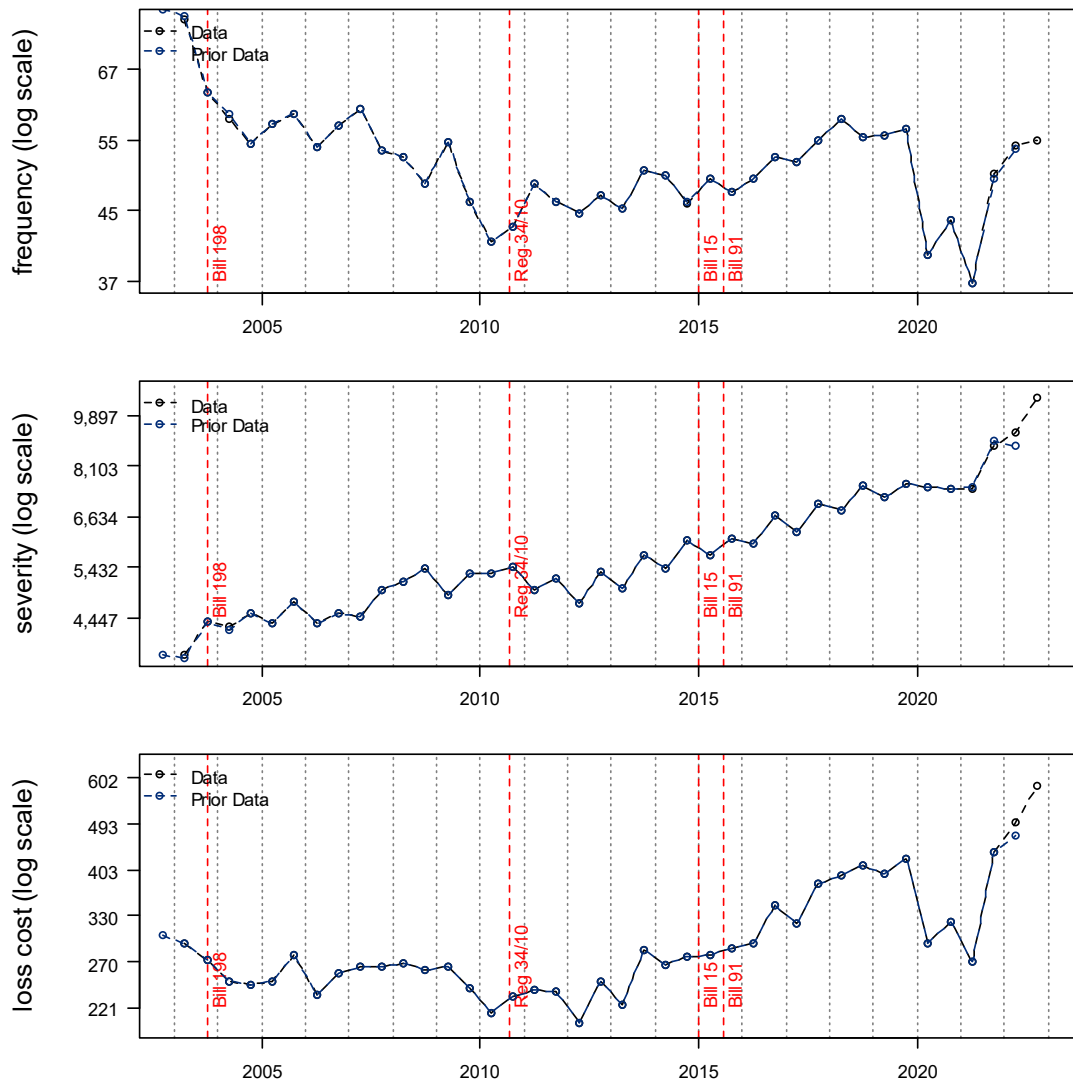 frequency (log scale)
67
55
45
37
Data
Prior Data
Bill 198
Reg 34/10
Bill 15
Bill 91
2005
2010
2015
2020
severity (log scale)
9,897
8,103
6,634
5,432
4,447
Data
Prior Data
Bill 198
Reg 34/10
Bill 15
Bill 91
2005
2010
2015
2020
loss cost (log scale)
602
493
403
330
270
221
Data
Prior Data
Bill 198
Reg 34/10
Bill 15
Bill 91
2005
2010
2015
2020